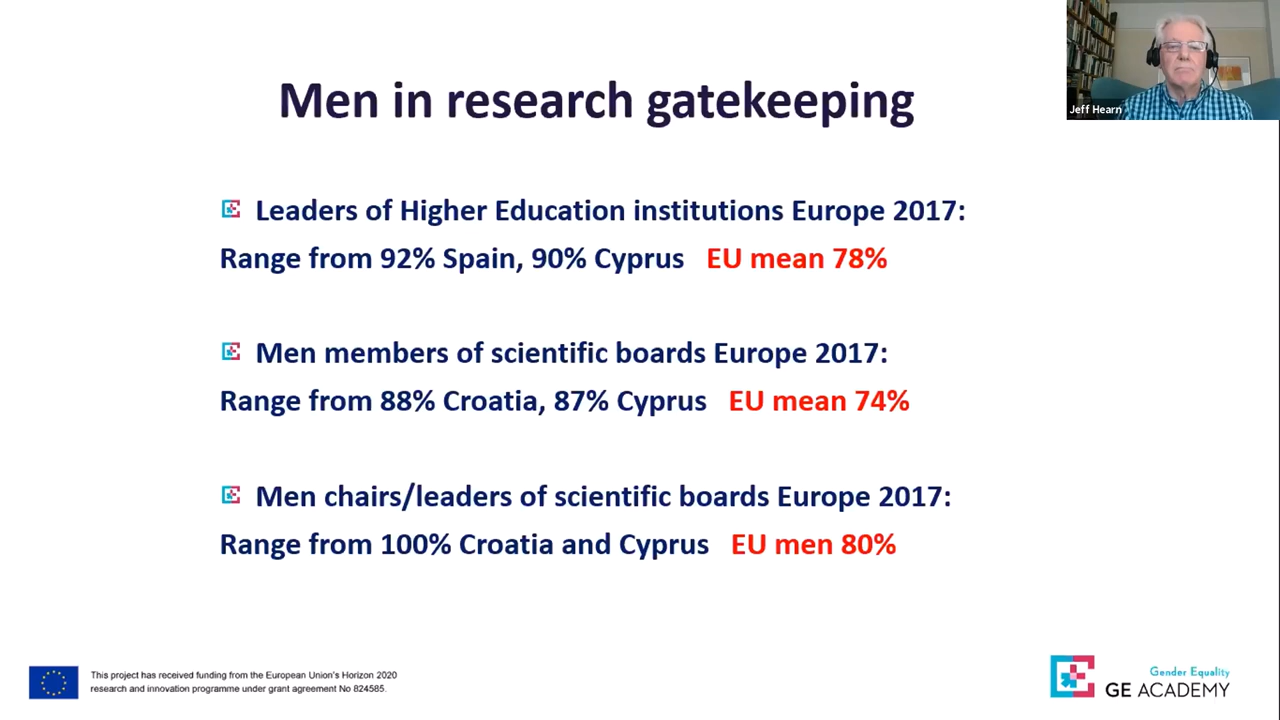 Men in research gatekeeping
Jeff Hearn
Leaders of Higher Education institutions Europe 2017:
Range from 92% Spain, 90% Cyprus EU mean 78%
Men members of scientific boards Europe 2017:
Range from 88% Croatia, 87% Cyprus EU mean 74%
Men chairs/leaders of scientific boards Europe 2017:
Range from 100% Croatia and Cyprus EU men 80%
This project has received funding from the European Union's Horizon 2020
research and innovation programme under grant agreement No 824585.
Gender Equality
GE ACADEMY